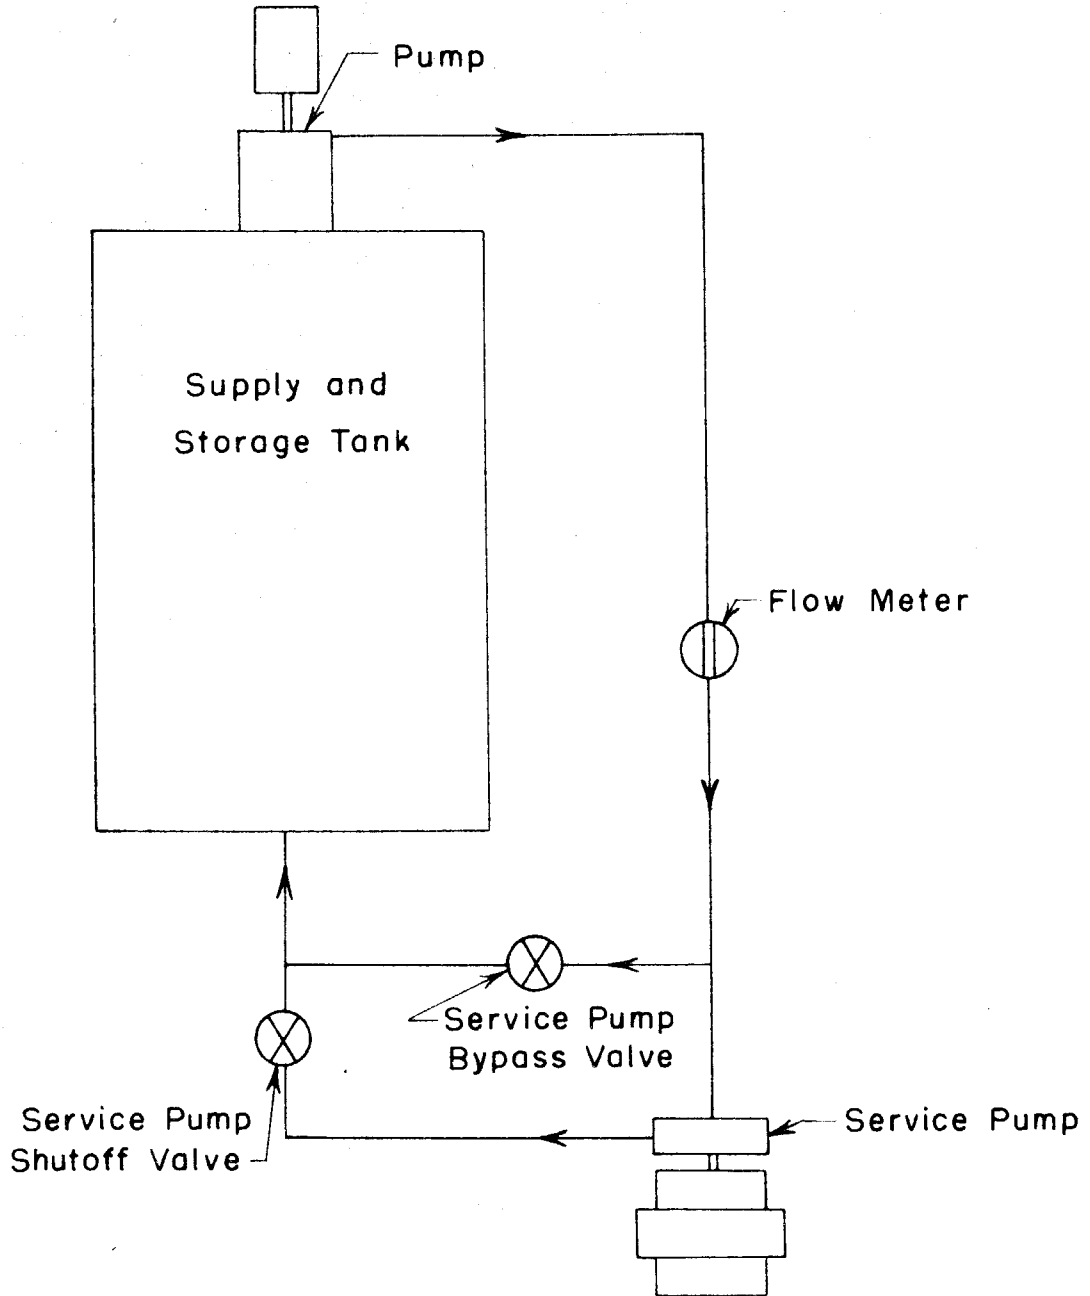 Pump
Supply and
Storage Tank
Flow Meter
Service Pump
Bypass Valve
Service Pump
Shutoff Valve
Service Pump